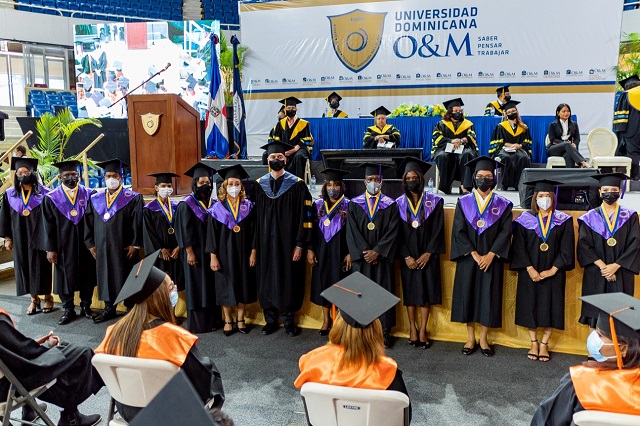 UNIVERSIDAD
DOMINICANA
O&M
SABER
PENSAR
TRABAJAR